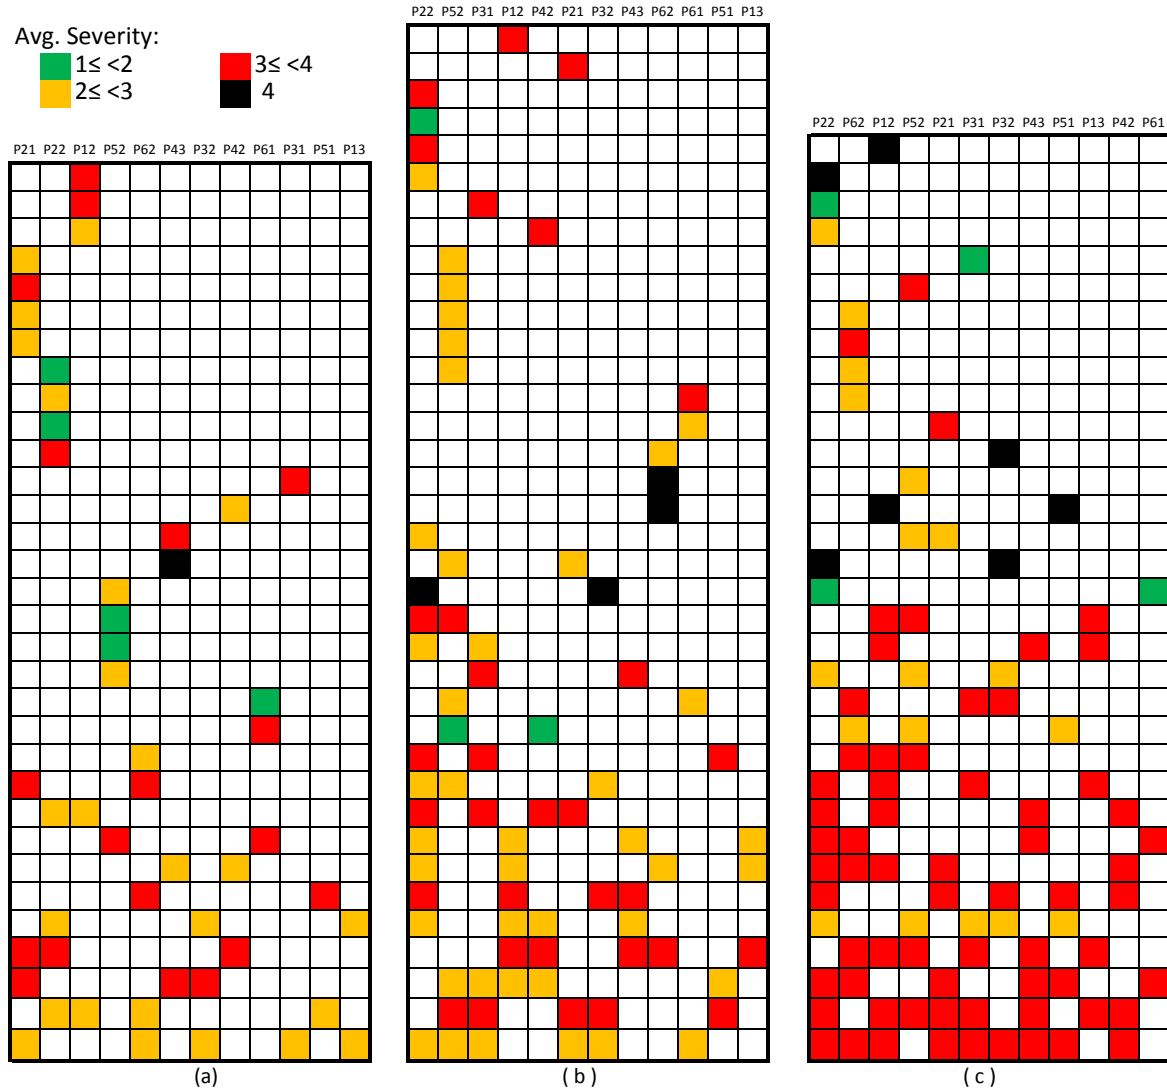 P22 P52 P31 P12 P42 P21 P32 P43 P62 P61 P51 P13
Avg. Severity:
1≤ <2 3≤ <4
2≤ <3 4
P22 P62 P12 P52 P21 P31 P32 P43 P51 P13 P42 P61
P21 P22 P12 P52 P62 P43 P32 P42 P61 P31 P51 P13
(a) ( b ) ( c )